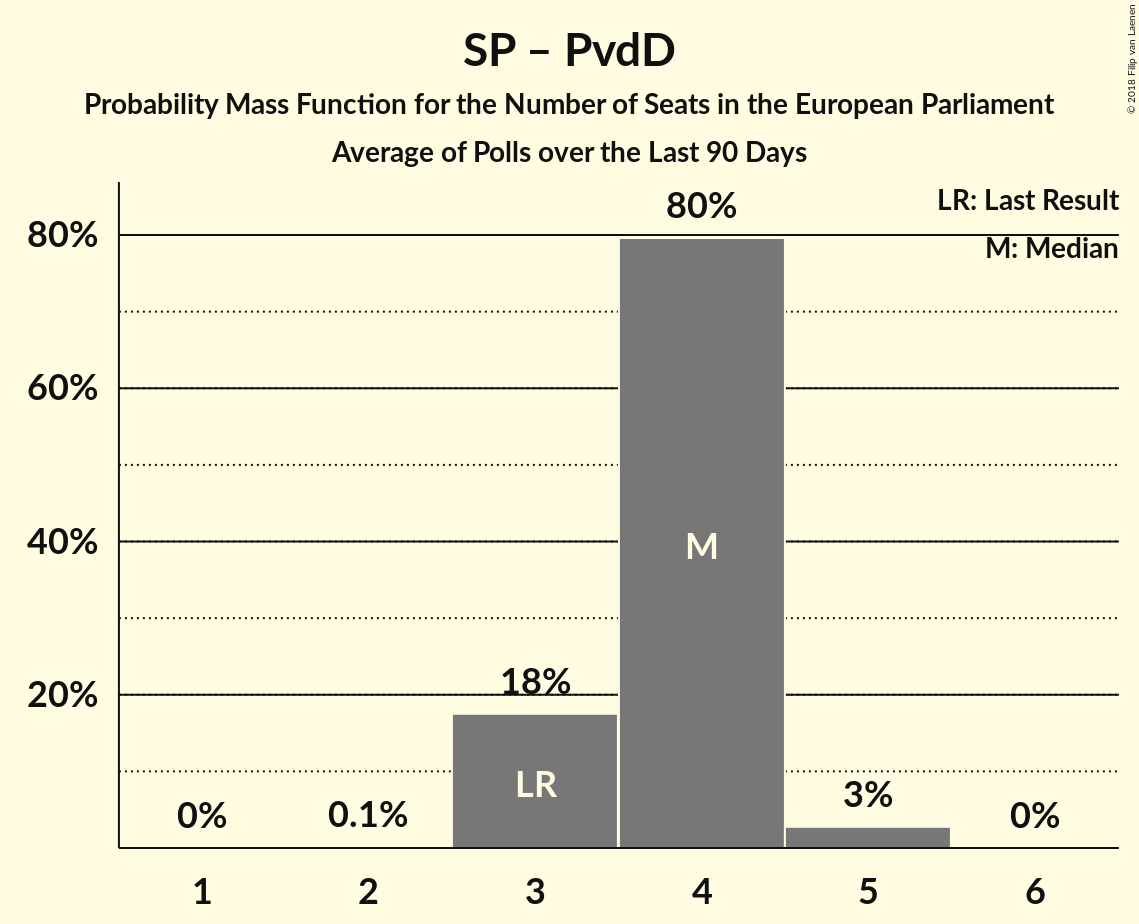 SP – PvdD
Probability Mass Function for the Number of Seats in the European Parliament
Average of Polls over the Last 90 Days
© 2018 Filip van Laenen
LR: Last Result
M: Median
80%
60%
40%
20%
0%
0.1%
18%
LR
80%
M
3%
0%
1 2 3 4 5 6